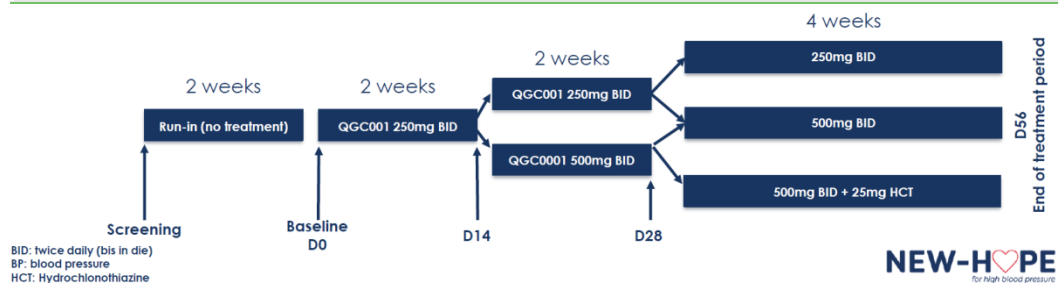 4 weeks
2 weeks
2 weeks
2 weeks
250mg BID
QGC001 250mg BID
Run-in (no treatment)
QGC001 250mg BID
500mg BID
QGC0001 500mg BID
500mg BID + 25mg HCT
D56
End of treatment period
Screening
Baseline
D0
D14
D28
BID: twice daily (bis in die)
BP: blood pressure
HCT: Hydrochlonothiazine
NEW-HOPE
for high blood pressure